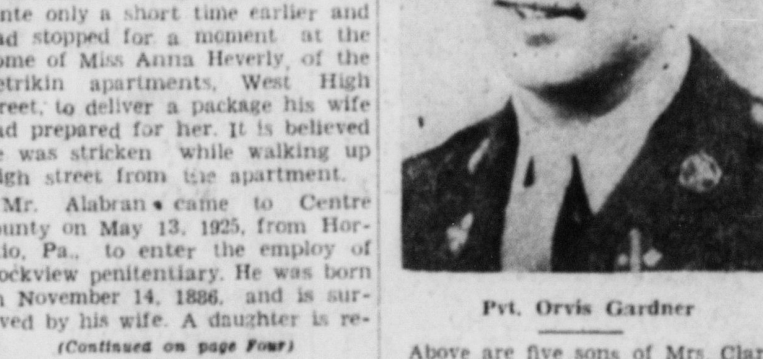 nte only a short time earlier and
ad stopped for a moment at the
ome of Miss Anna Heverly, of the
etrikin apartments, West High
reet, to deliver a package his wife
ad prepared for her. It is believed
e was stricken while walking up
igh street from the apartment.
Mr. Alabran came to Centre
ounty on May 13, 1925, from Hor-
io, Pa., to enter the employ of
ockview penitentiary. He was born
n November 14, 1886, and is sur-
ved by his wife. A daughter is re-
(Continued on page Four)
Pvt. Orvis Gardner
Above are five sons of Mrs Clar